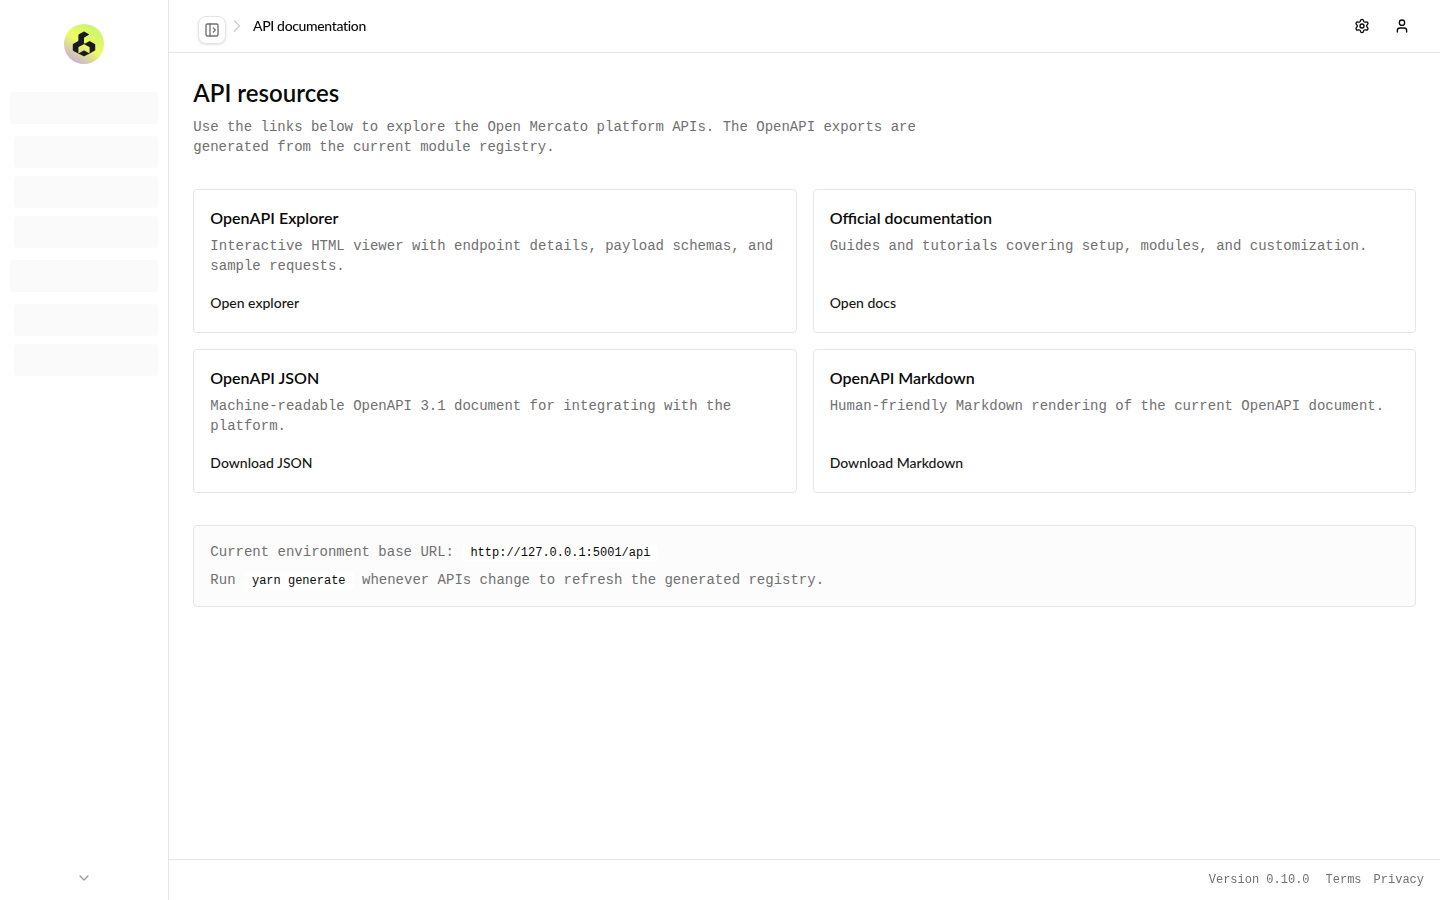 API documentation
API resources
Use the links below to explore the Open Mercato platform APIs. The OpenAPI exports are
generated from the current module registry.
OpenAPI Explorer
Interactive HTML viewer with endpoint details, payload schemas, and
sample requests.
Open explorer
Official documentation
Guides and tutorials covering setup, modules, and customization.
Open docs
OpenAPI JSON
Machine-readable OpenAPI 3.1 document for integrating with the
platform.
Download JSON
OpenAPI Markdown
Human-friendly Markdown rendering of the current OpenAPI document.
Download Markdown
Current environment base URL: http://127.0.0.1:5001/api
Run yarn generate whenever APIs change to refresh the generated registry.
Version 0.10.0 Terms Privacy